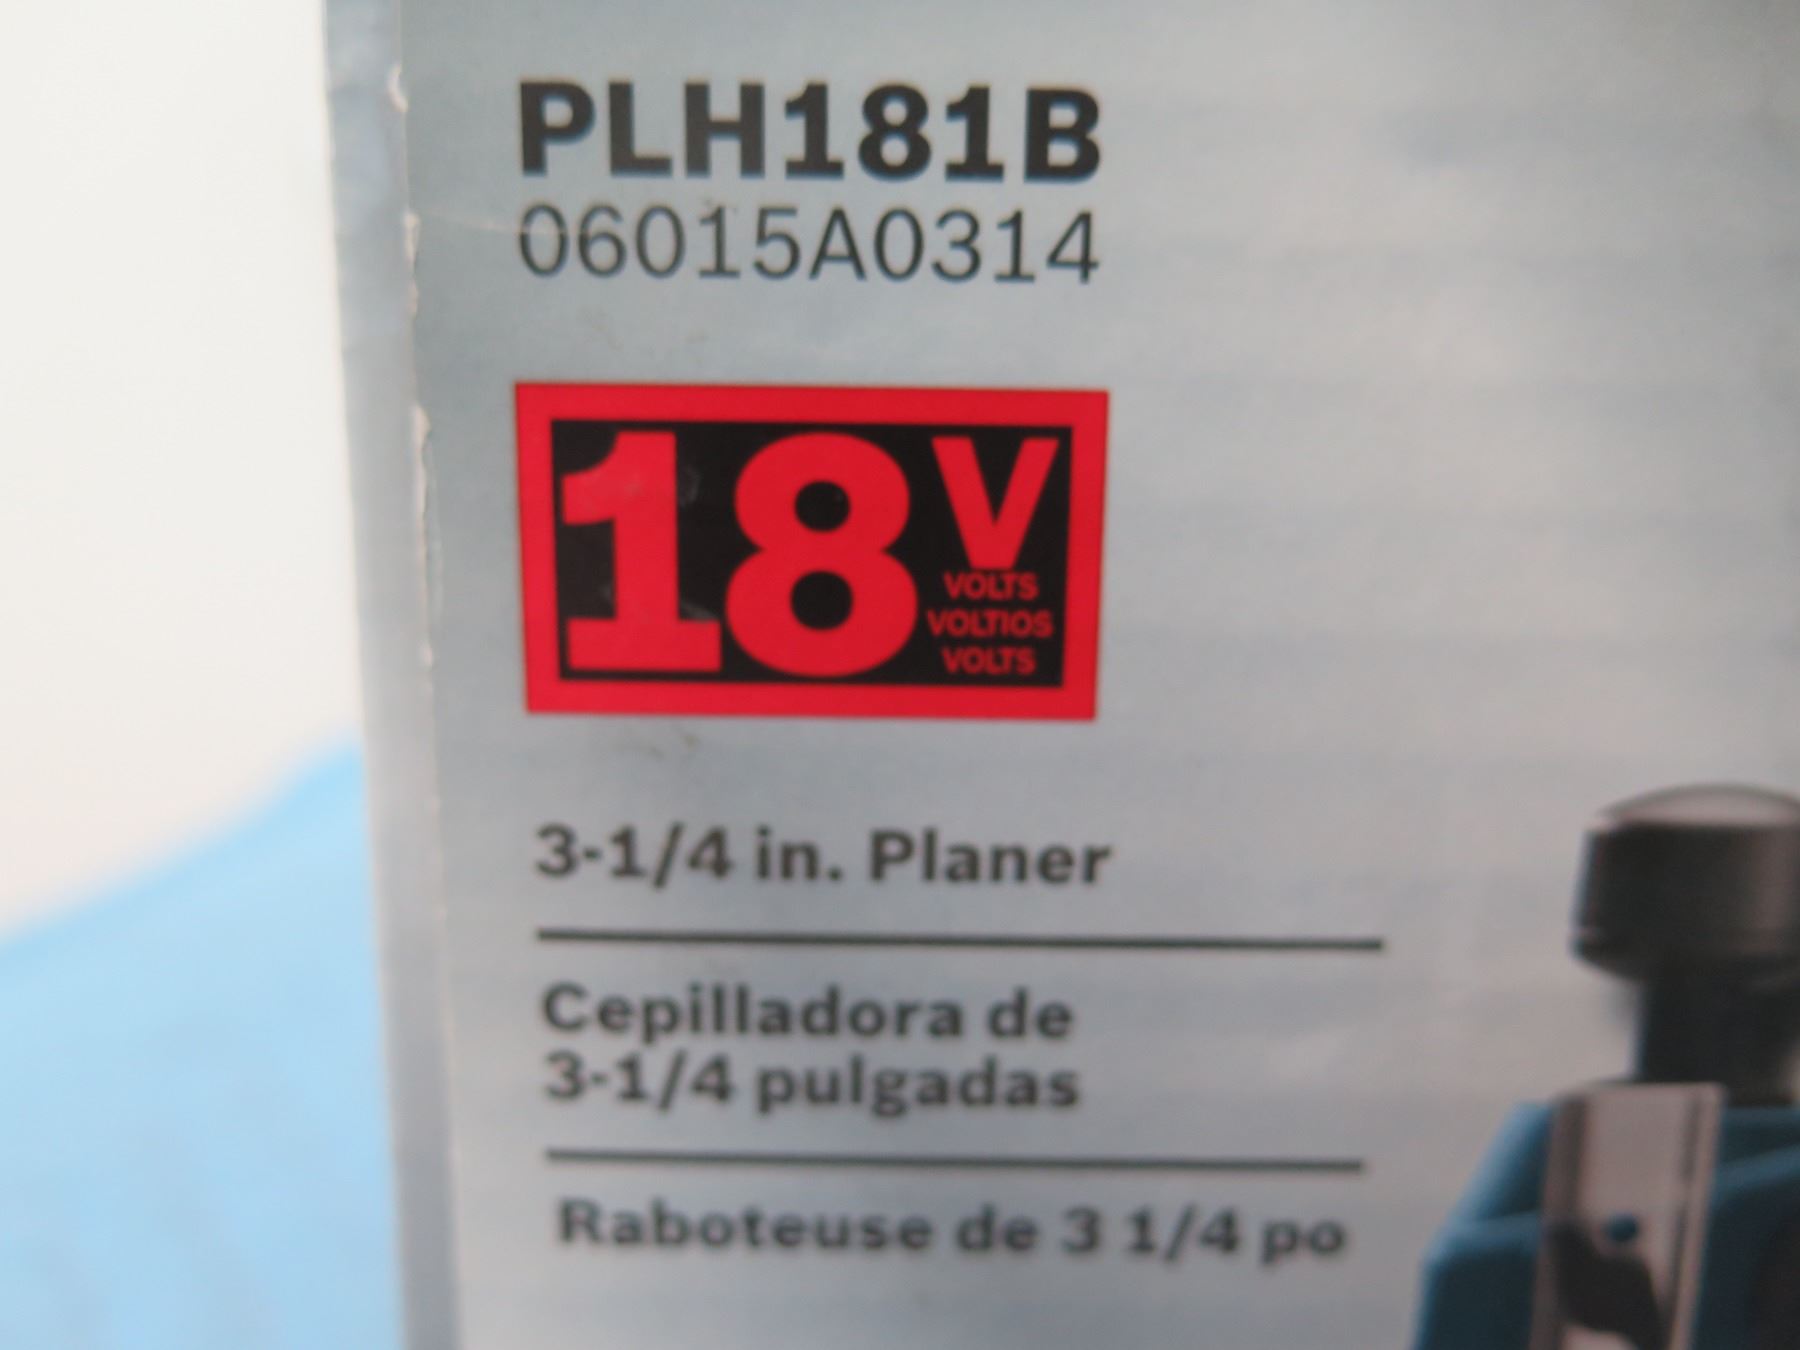 PLH181B
06015A0314
18V
VOLTS
VOLTIOS
VOLTS
3-1/4 in. Planer
Cepilladora de
3-1/4 pulgadas
Raboteuse de 3 1/4 po